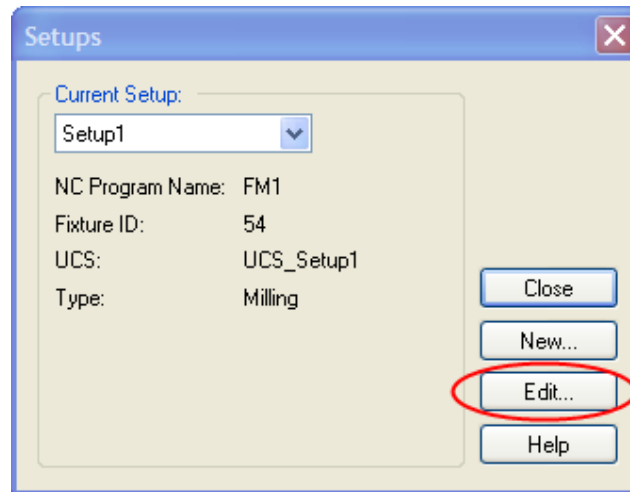 Setups
Current Setup:
Setup1
NC Program Name: FM1
Fixture ID: 54
UCS: UCS_Setup1
Type: Milling
Close
New...
Edit...
Help